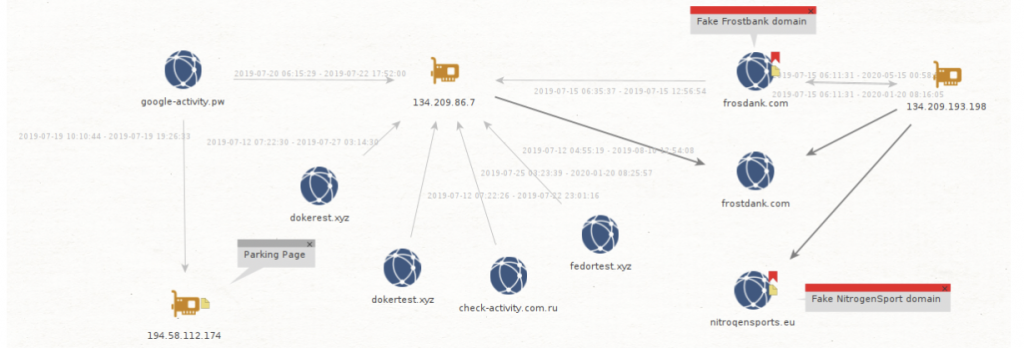 Fake Frostbank domain
google-activity.pw
2019-07-20 06:15:29 - 2019-07-22 17:52:00
134.209.86.7
2019-07-15 06:35:37 - 2019-07-15 12:56:54
frosdank.com
2019-07-15 06:11:31 - 2020-05-15 00:58
2019-07-15 06:11:31 - 2020-01-20 08:16:05
134.209.193.198
2019-07-19 10:10:44 - 2019-07-19 19:26:33
2019-07-12 07:22:30 - 2019-07-27 03:14:30
2019-07-12 04:55:19 - 2019-08-10 12:54:08
2019-07-25 03:23:39 - 2020-01-20 08:25:57
2019-07-12 07:22:26 - 2019-07-22 23:01:16
dokerest.xyz
frostdank.com
Parking Page
dokertest.xyz
check-activity.com.ru
fedortest.xyz
Fake NitrogenSport domain
nitroqensports.eu
194.58.112.174